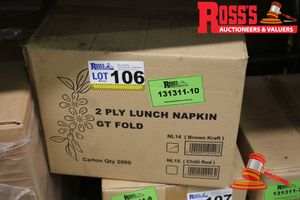 ROSS'S
AUCTIONEERS & VALUERS
ROSS'S
LOT 106
131311-10
2 PLY LUNCH NAPKIN
GT FOLD
NL14 ( Brown Kraft )
NL15 ( Chilli Red )
Carton Qty 2000
107